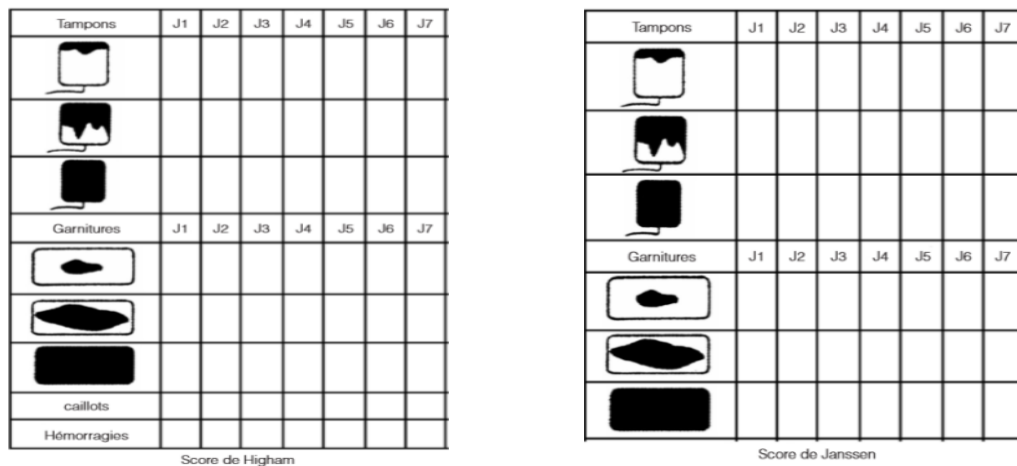 Tampons J1 J2 J3 J4 J5 J6 J7
Garnitures J1 J2 J3 J4 J5 J6 J7
caillots
Hémorragies
Score de Higham
Tampons J1 J2 J3 J4 J5 J6 J7
Garnitures J1 J2 J3 J4 J5 J6 J7
Score de Janssen